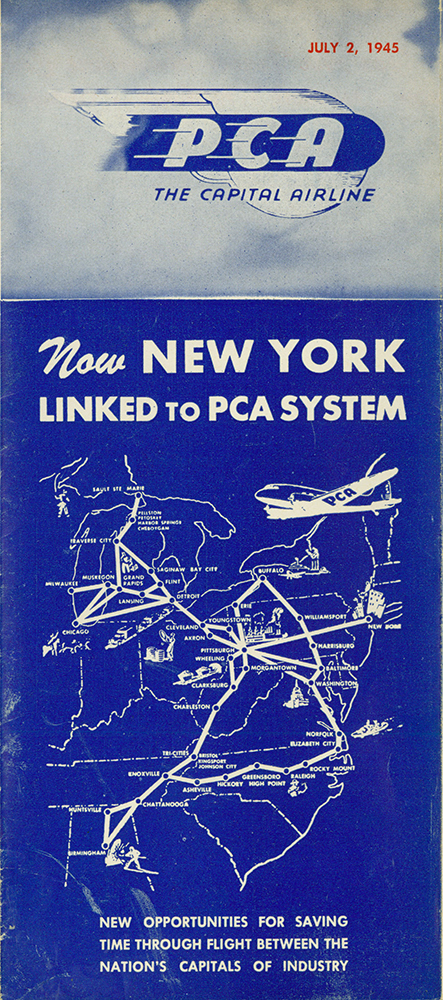 JULY 2, 1945
PCA
THE CAPITAL AIRLINE
Now NEW YORK
LINKED TO PCA SYSTEM
SAULT STE MARIE
PELLSTON
PETOSKEY
HARBOR SPRINGS
CHEBOYGAN
PCA
TRAVERSE CITY
SAGINAW BAY CITY
BUFFALO
MUSKEGON
GRAND
RAPIDS
FLINT
MILWAUKEE
LANSING
DETROIT
ERIE
CHICAGO
CLEVELAND
YOUNGSTOWN
WILLIAMSPORT
NEW YORK
AKRON
PITTSBURGH
HARRISBURG
WHEELING
MORGANTOWN
BALTIMORE
CLARKSBURG
WASHINGTON
CHARLESTON
NORFOLK
ELIZABETH CITY
TRI-CITIES
BRISTOL
KINGSPORT
JOHNSON CITY
ROCKY MOUNT
KNOXVILLE
GREENSBORO
RALEIGH
HICKORY
HIGH POINT
ASHEVILLE
CHATTANOOGA
HUNTSVILLE
BIRMINGHAM
NEW OPPORTUNITIES FOR SAVING
TIME THROUGH FLIGHT BETWEEN THE
NATION'S CAPITALS OF INDUSTRY